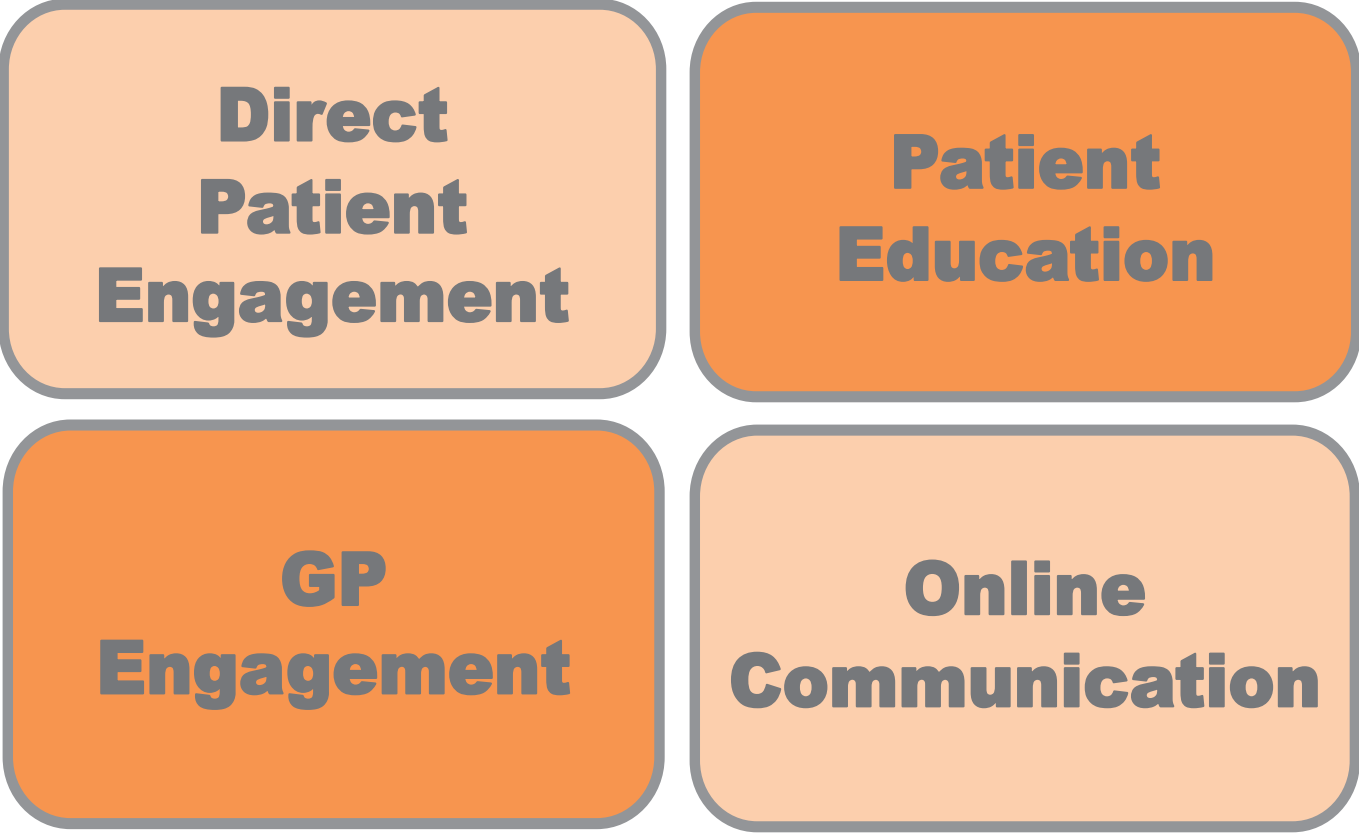 Direct
Patient
Engagement
Patient
Education
GP
Engagement
Online
Communication